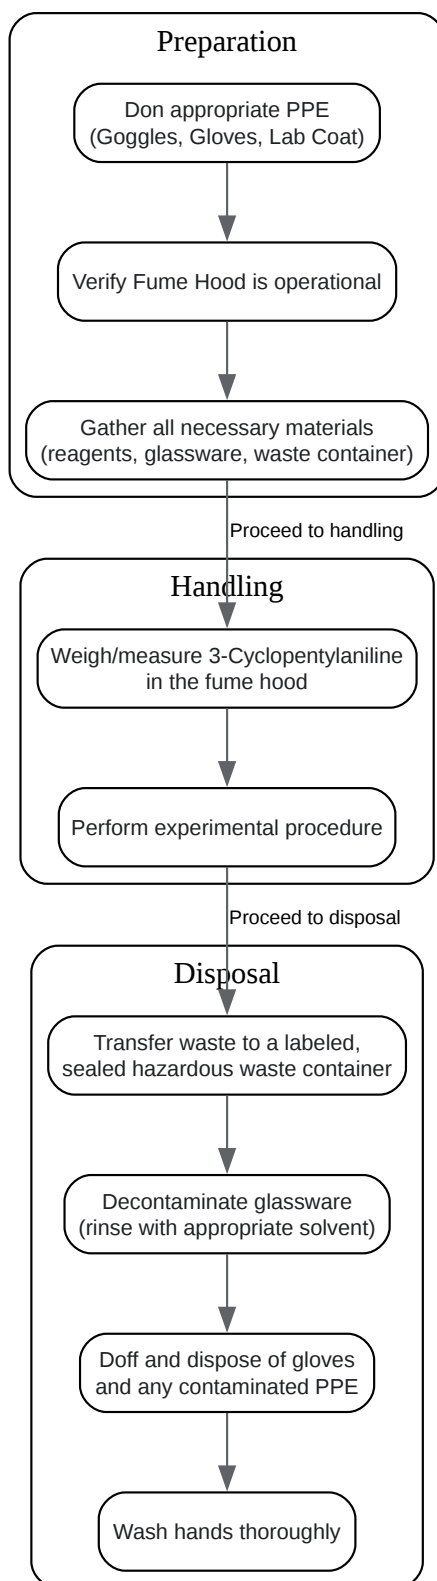 Preparation
Don appropriate PPE
(Goggles, Gloves, Lab Coat)
Verify Fume Hood is operational
Gather all necessary materials
(reagents, glassware, waste container)
Proceed to handling
Handling
Weigh/measure 3-Cyclopentylaniline
in the fume hood
Perform experimental procedure
Proceed to disposal
Disposal
Transfer waste to a labeled,
sealed hazardous waste container
Decontaminate glassware
(rinse with appropriate solvent)
Doff and dispose of gloves
and any contaminated PPE
Wash hands thoroughly